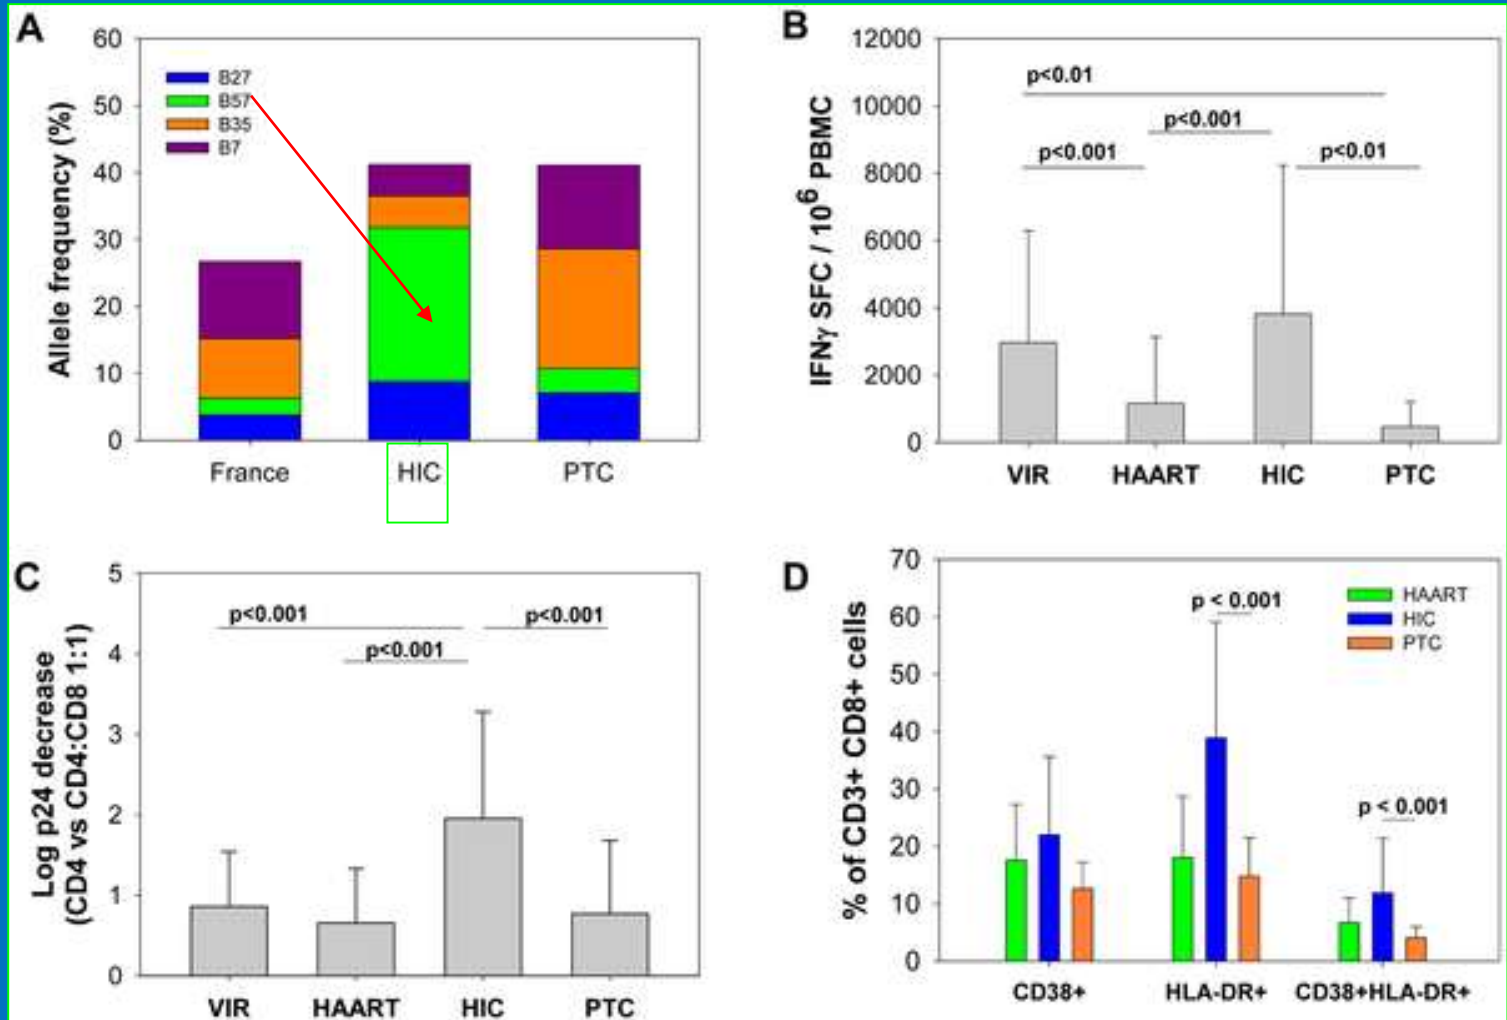 A
60
50
40
30
20
10
0
Allele frequency (%)
B27
B57
B35
B7
France HIC PTC
B
12000
10000
8000
6000
4000
2000
0
IFNγ SFC / 10⁶ PBMC
p<0.01
p<0.001
p<0.001
p<0.01
VIR HAART HIC PTC
C
5
4
3
2
1
0
Log p24 decrease
(CD4 vs CD4:CD8 1:1)
p<0.001
p<0.001
p<0.001
VIR HAART HIC PTC
D
70
60
50
40
30
20
10
0
% of CD3+ CD8+ cells
HAART
HIC
PTC
p < 0.001
p < 0.001
CD38+ HLA-DR+ CD38+HLA-DR+